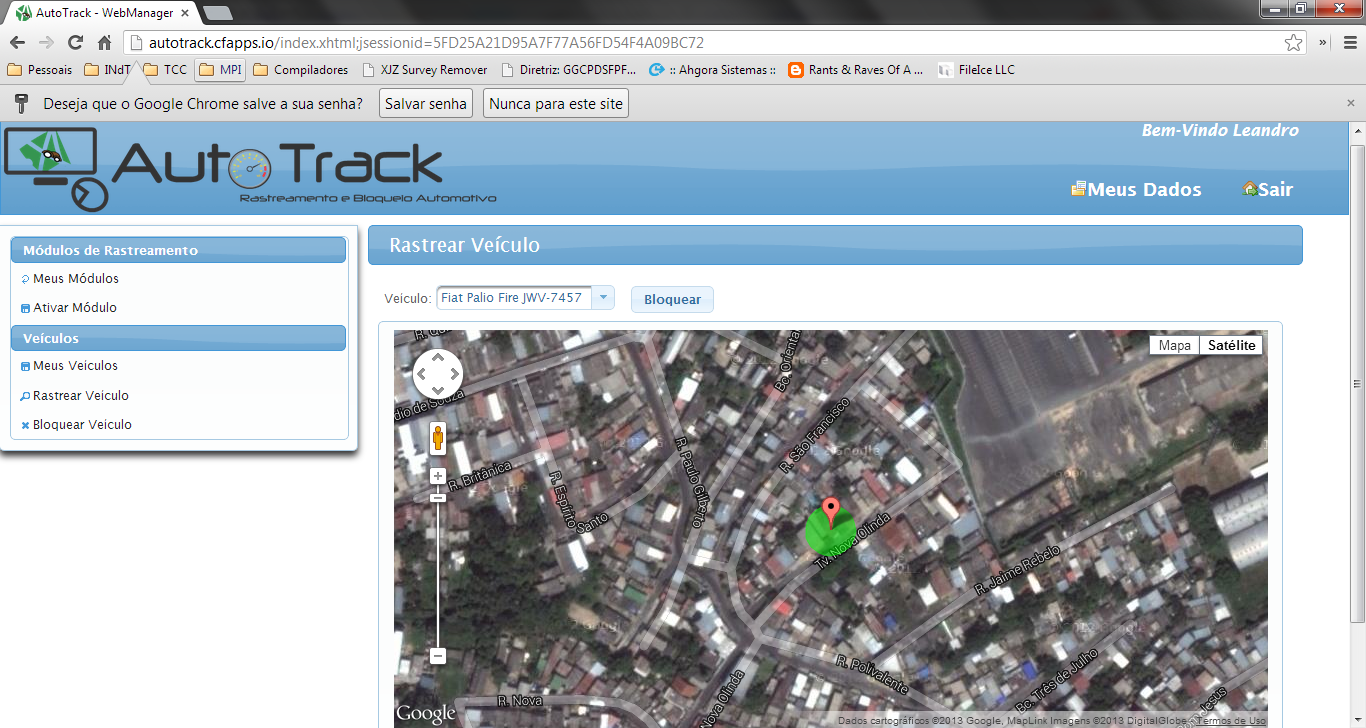 AutoTrack - WebManager
autotrack.cfapps.io/index.xhtml;jsessionid=5FD25A21D95A7F77A56FD54F4A09BC72
Pessoais INdT TCC MPI Compiladores XJZ Survey Remover Diretriz: GGCPDSFPF... :: Ahgora Sistemas :: Rants & Raves Of A ... FileIce LLC
Deseja que o Google Chrome salve a sua senha? Salvar senha Nunca para este site
Bem-Vindo Leandro
AutoTrack
Rastreamento e Bloqueio Automotivo
Meus Dados Sair
Módulos de Rastreamento
Meus Módulos
Ativar Módulo
Veículos
Meus Veiculos
Rastrear Veiculo
Bloquear Veiculo
Rastrear Veículo
Veiculo: Fiat Palio Fire JWV-7457 Bloquear
Mapa Satélite
Bc. Oriental
R. São Francisco
R. Britânica
R. Espírito Santo
R. Paulo Gilberto
Tv. Nova Olinda
R. Jaime Rebelo
R. Polivalente
Bc. Três de Julho
R. Nova
Nova Olinda
Google
Dados cartográficos ©2013 Google, MapLink Imagens ©2013 DigitalGlobe - Termos de Uso